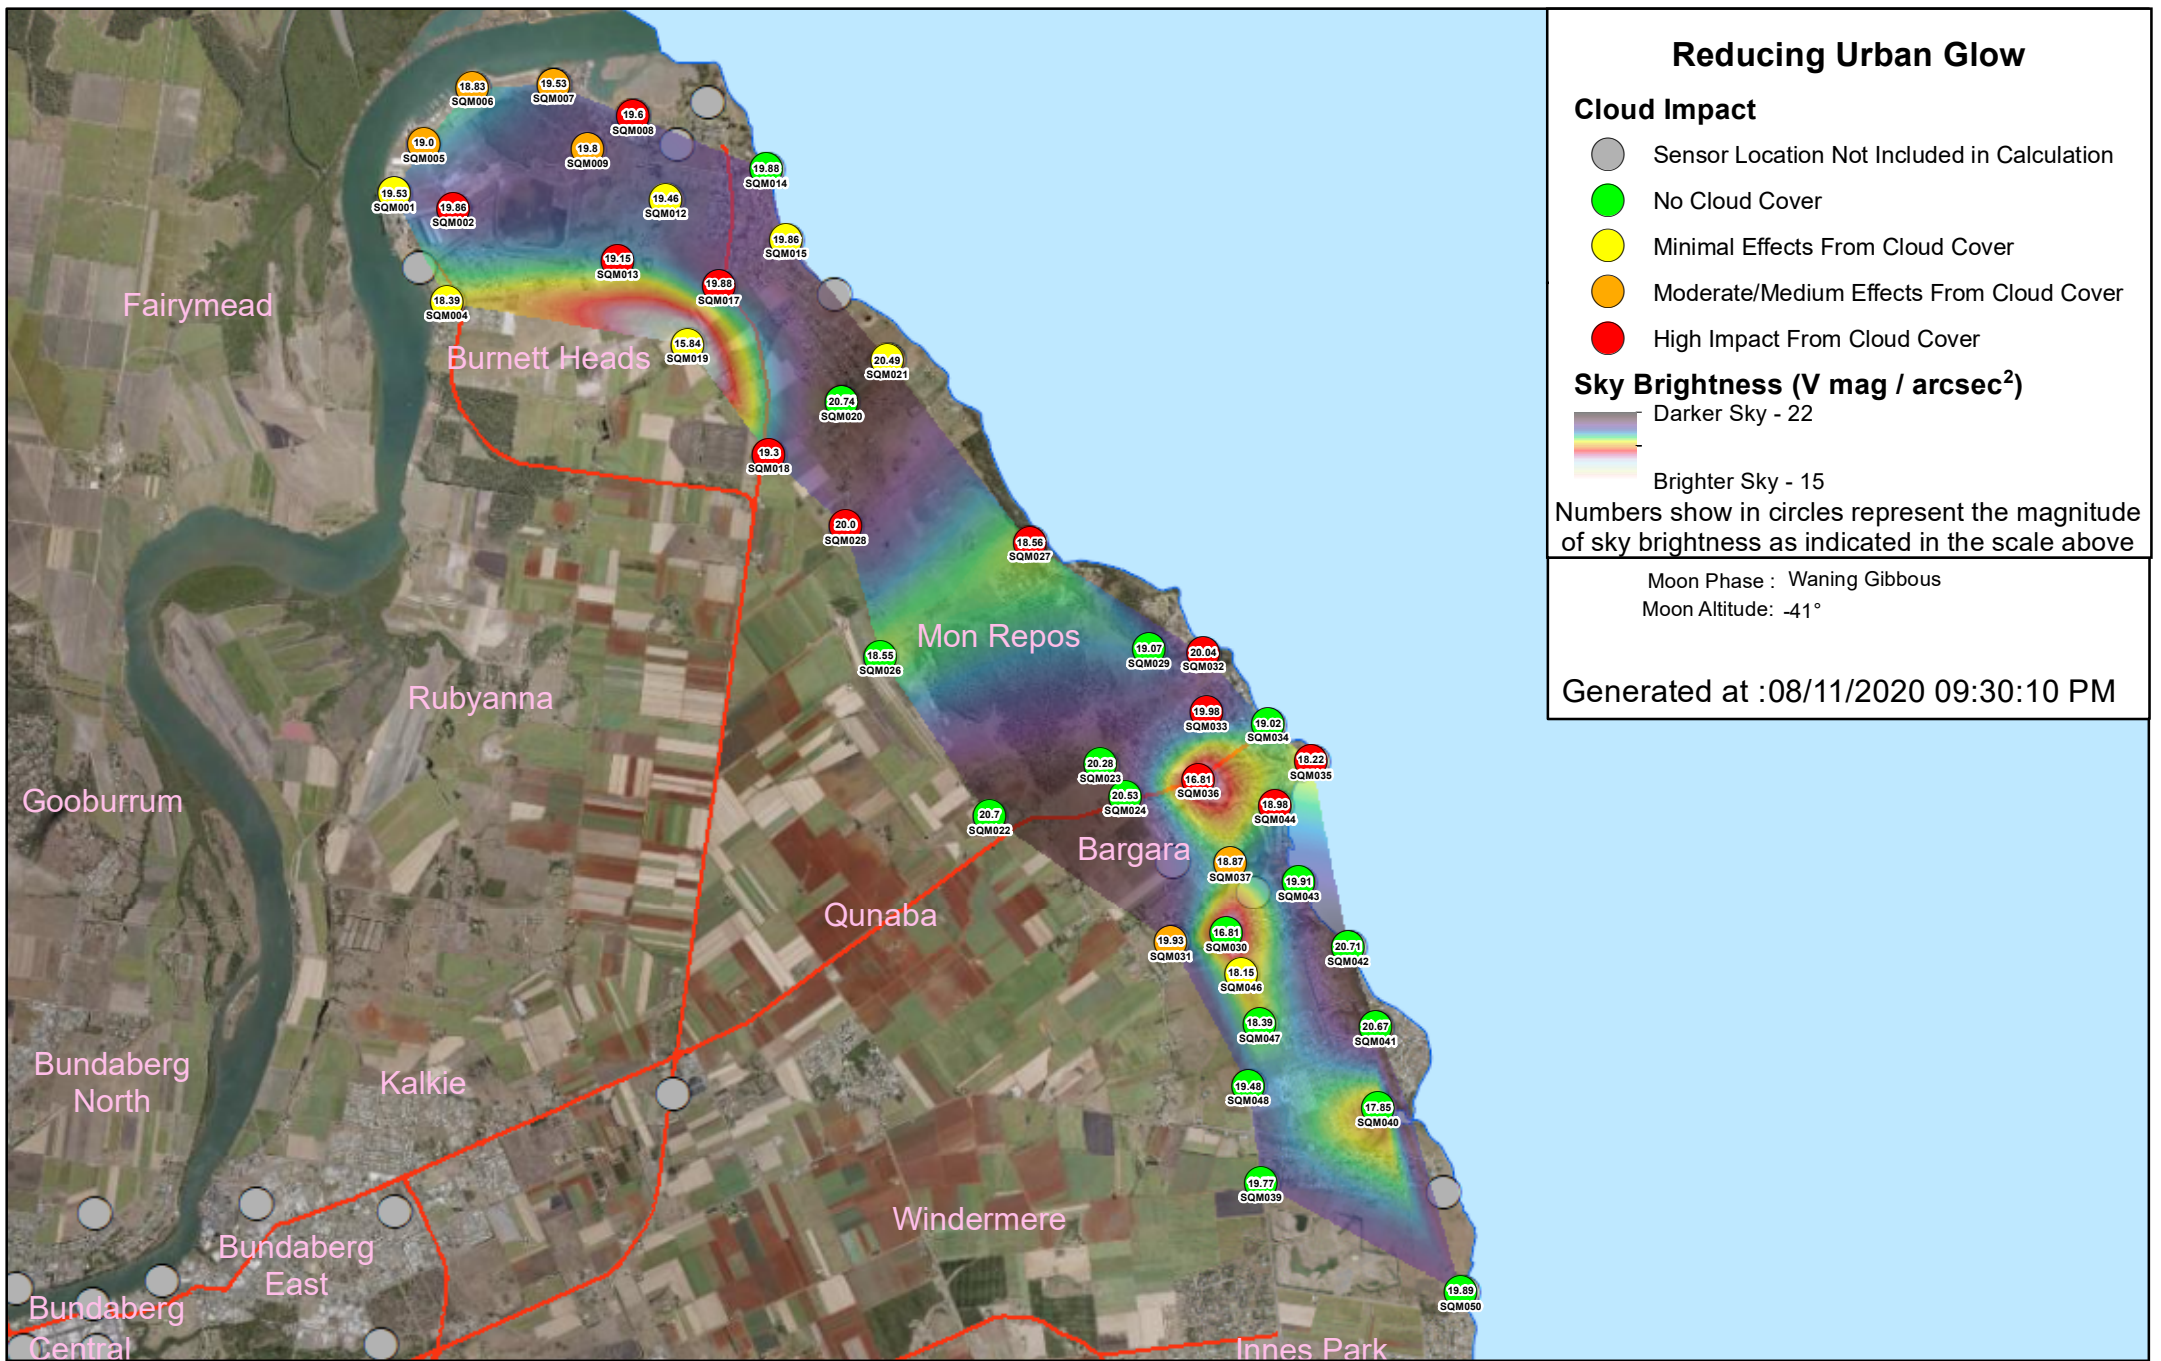 Reducing Urban Glow
Cloud Impact
Sensor Location Not Included in Calculation
No Cloud Cover
Minimal Effects From Cloud Cover
Moderate/Medium Effects From Cloud Cover
High Impact From Cloud Cover
Sky Brightness (V mag / arcsec²)
Darker Sky - 22
Brighter Sky - 15
Numbers show in circles represent the magnitude
of sky brightness as indicated in the scale above
Moon Phase : Waning Gibbous
Moon Altitude: -41°
Generated at :08/11/2020 09:30:10 PM
18.83
SQM006
19.53
SQM007
19.6
SQM008
19.0
SQM005
19.8
SQM009
19.88
SQM014
19.53
SQM001
19.86
SQM002
19.46
SQM012
19.86
SQM015
19.15
SQM013
19.88
SQM017
18.39
SQM004
Fairymead
15.84
SQM019
Burnett Heads
20.49
SQM021
20.74
SQM020
19.3
SQM018
20.0
SQM028
18.56
SQM027
Mon Repos
18.55
SQM026
19.07
SQM029
20.04
SQM032
Rubyanna
19.98
SQM033
19.02
SQM034
20.28
SQM023
18.22
SQM035
16.81
SQM036
20.53
SQM024
18.98
SQM044
20.7
SQM022
Gooburrum
Bargara
18.87
SQM037
19.91
SQM043
Qunaba
19.93
SQM031
16.81
SQM030
20.71
SQM042
18.15
SQM046
18.39
SQM047
20.67
SQM041
Bundaberg
North
Kalkie
19.48
SQM048
17.85
SQM040
19.77
SQM039
Windermere
Bundaberg
East
19.89
SQM050
Bundaberg
Central
Innes Park